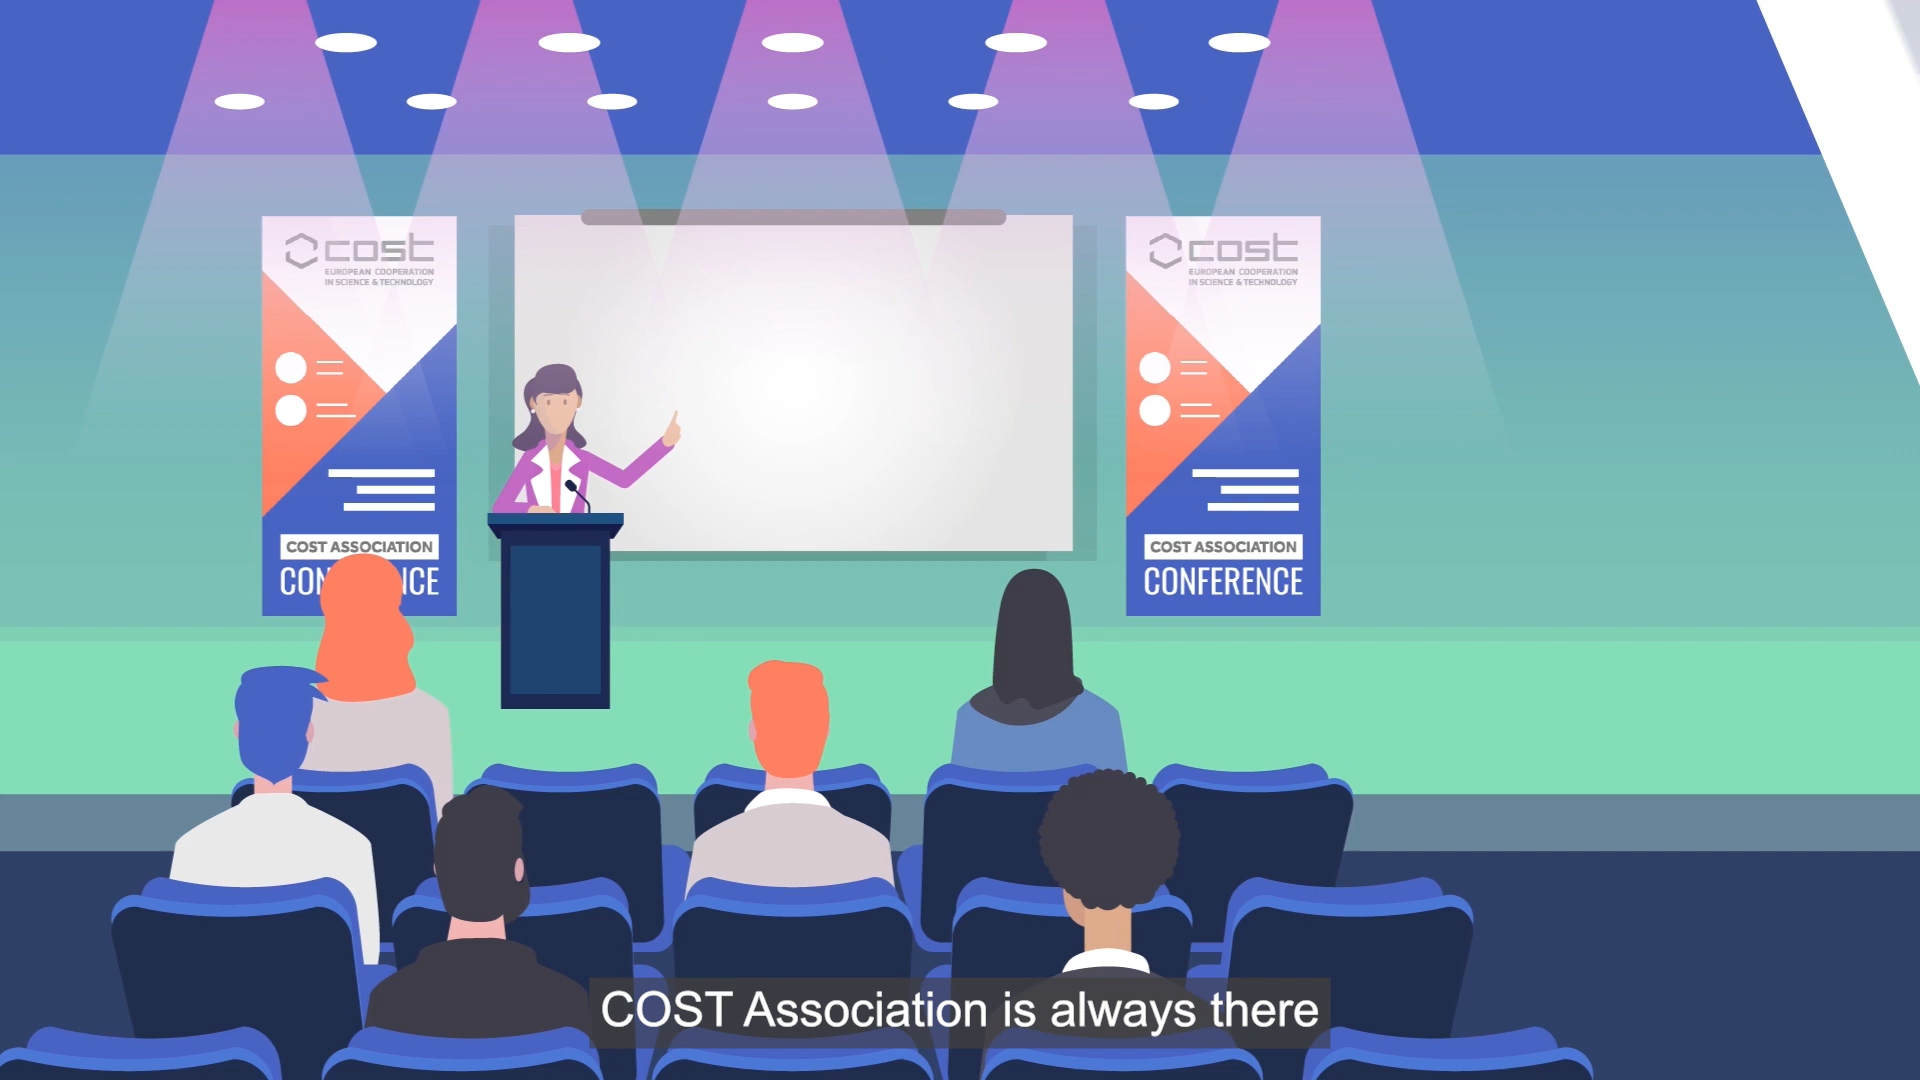 cost
EUROPEAN COOPERATION
IN SCIENCE & TECHNOLOGY
COST ASSOCIATION
cost
EUROPEAN COOPERATION
IN SCIENCE & TECHNOLOGY
COST ASSOCIATION
CONFERENCE
COST Association is always there